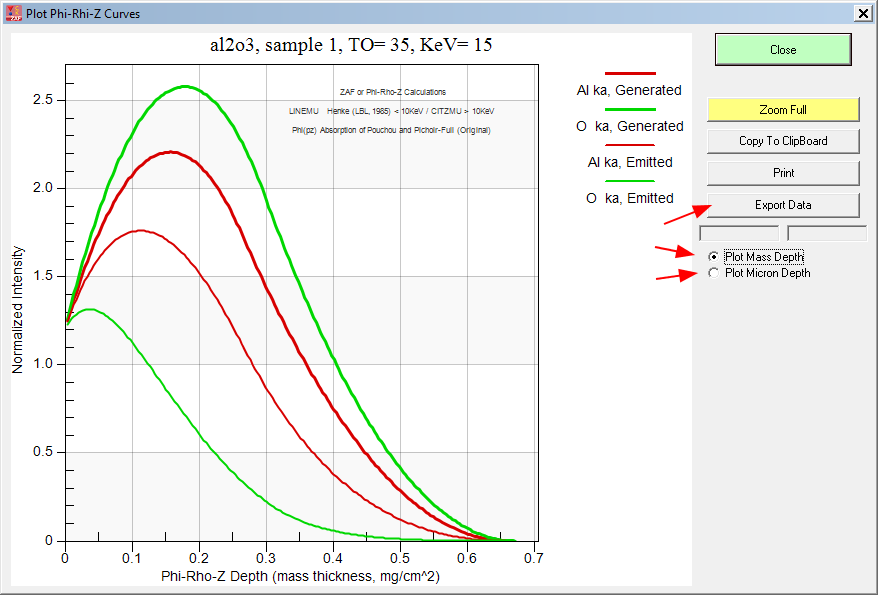 Plot Phi-Rhi-Z Curves
al2o3, sample 1, TO= 35, KeV= 15
ZAF or Phi-Rho-Z Calculations
LINEMU Henke (LBL, 1985) < 10KeV / CITZMU > 10KeV
Phi(pz) Absorption of Pouchou and Pichoir-Full (Original)
Normalized Intensity
2.5
2.0
1.5
1.0
0.5
0
0 0.1 0.2 0.3 0.4 0.5 0.6 0.7
Phi-Rho-Z Depth (mass thickness, mg/cm^2)
Al ka, Generated
O ka, Generated
Al ka, Emitted
O ka, Emitted
Close
Zoom Full
Copy To ClipBoard
Print
Export Data
Plot Mass Depth
Plot Micron Depth